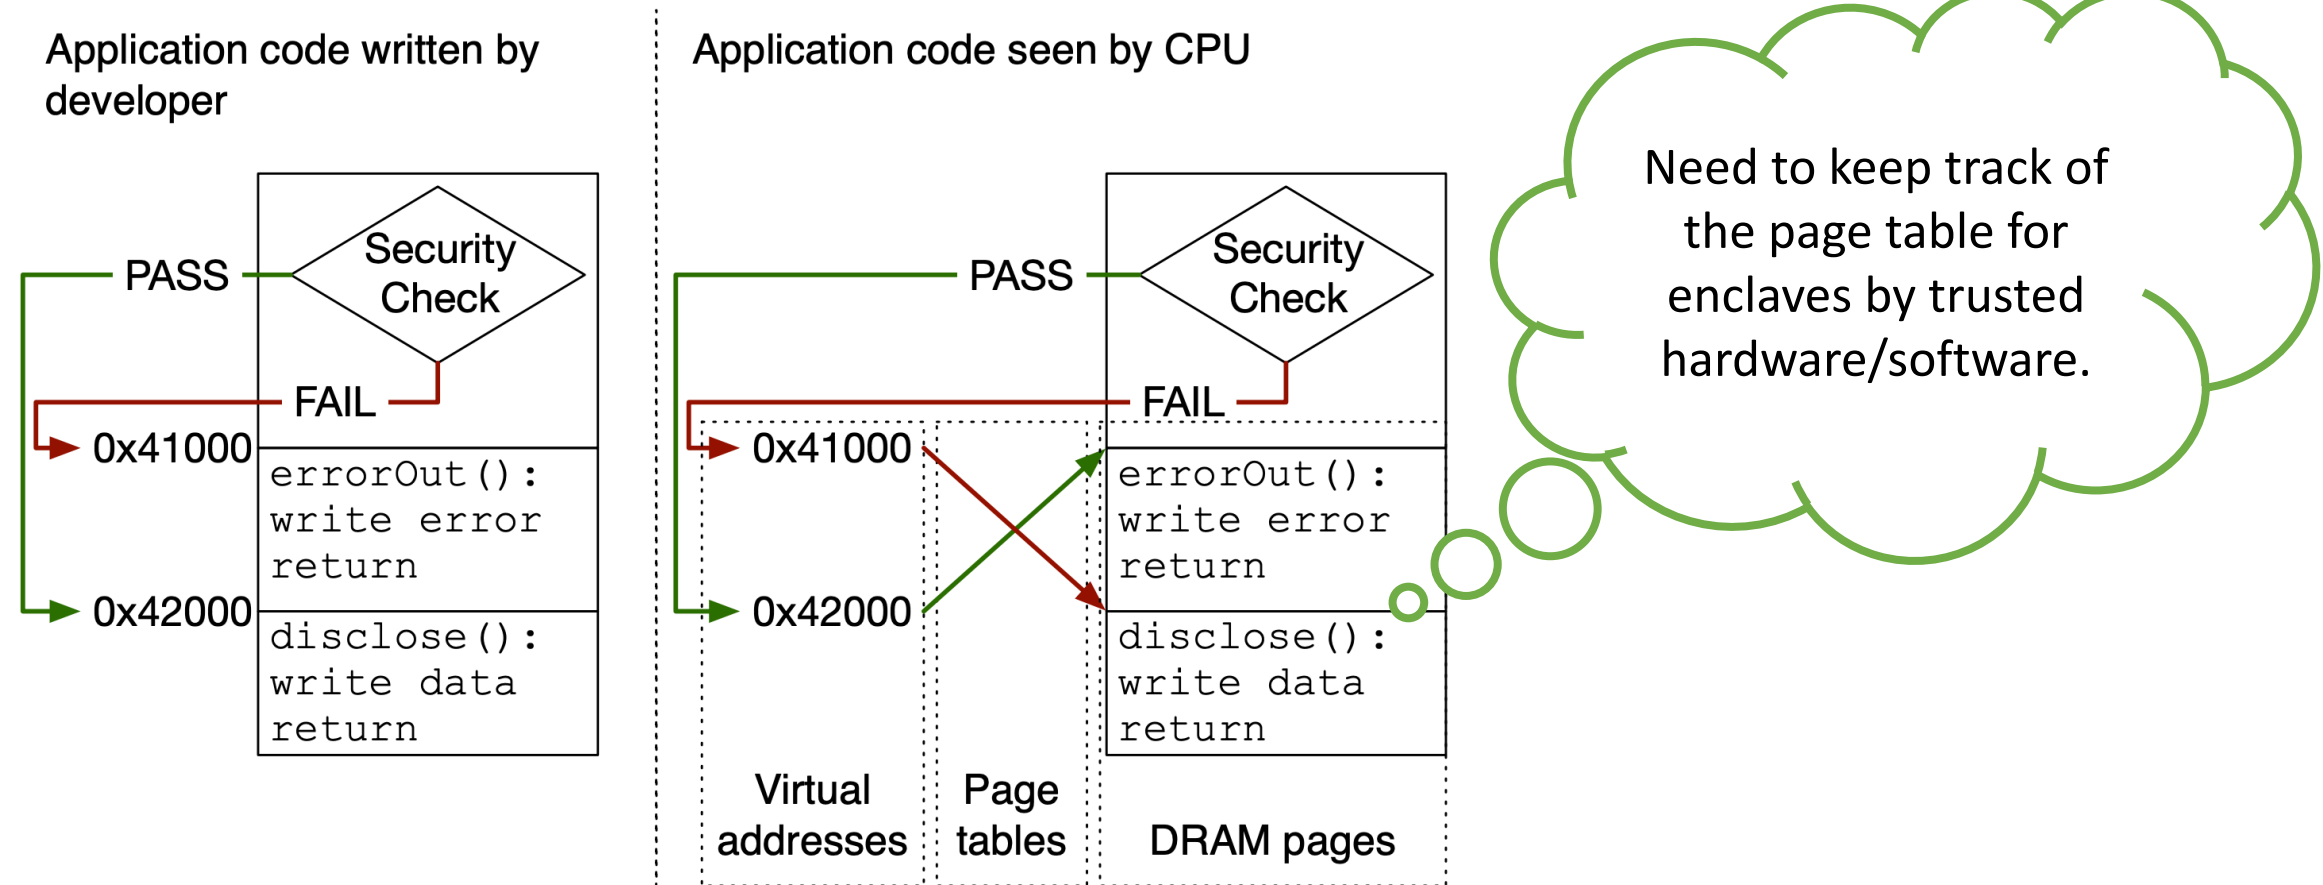 Application code written by
developer
PASS
Security
Check
FAIL
0x41000
errorOut():
write error
return
0x42000
disclose():
write data
return
Application code seen by CPU
PASS
Security
Check
FAIL
0x41000
errorOut():
write error
return
0x42000
disclose():
write data
return
Virtual
addresses
Page
tables
DRAM pages
Need to keep track of
the page table for
enclaves by trusted
hardware/software.